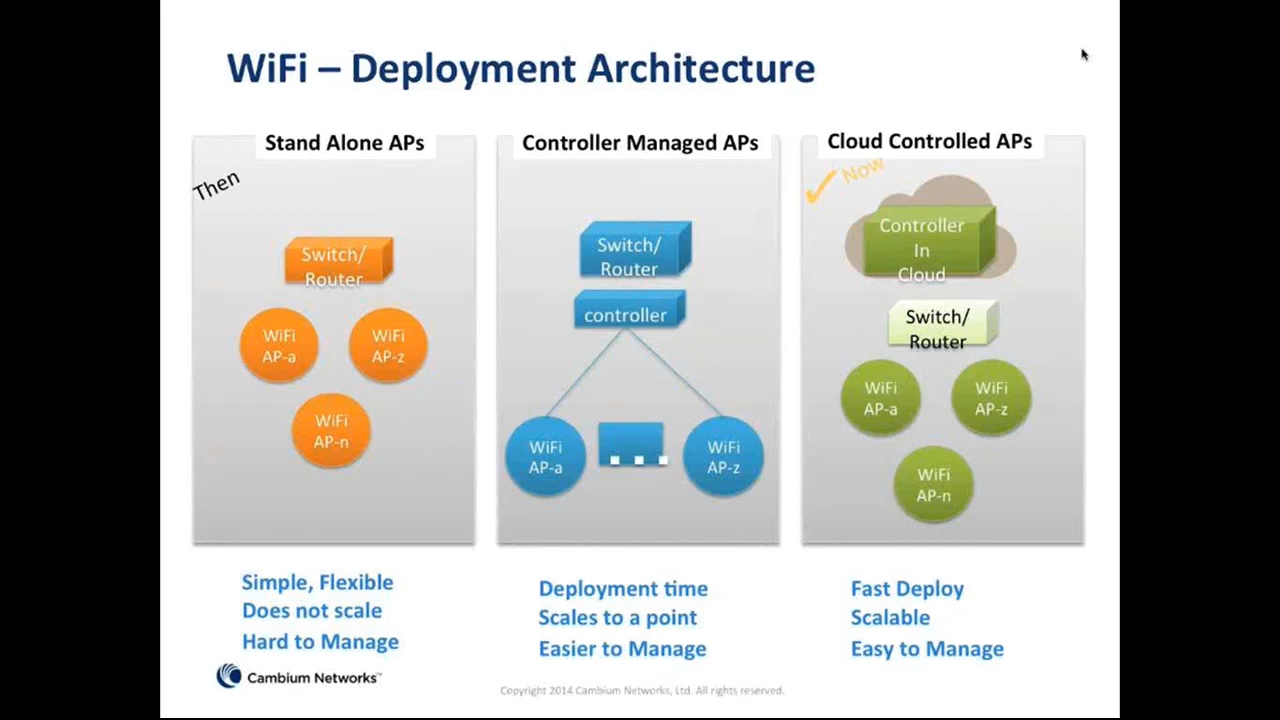 WiFi – Deployment Architecture
Stand Alone APs
Then
Switch/
Router
WiFi
AP-a
WiFi
AP-z
WiFi
AP-n
Simple, Flexible
Does not scale
Hard to Manage
Controller Managed APs
Switch/
Router
controller
WiFi
AP-a
WiFi
AP-z
Deployment time
Scales to a point
Easier to Manage
Cloud Controlled APs
Now
Controller
In
Cloud
Switch/
Router
WiFi
AP-a
WiFi
AP-z
WiFi
AP-n
Fast Deploy
Scalable
Easy to Manage
Cambium Networks™
Copyright 2014 Cambium Networks, Ltd. All rights reserved.